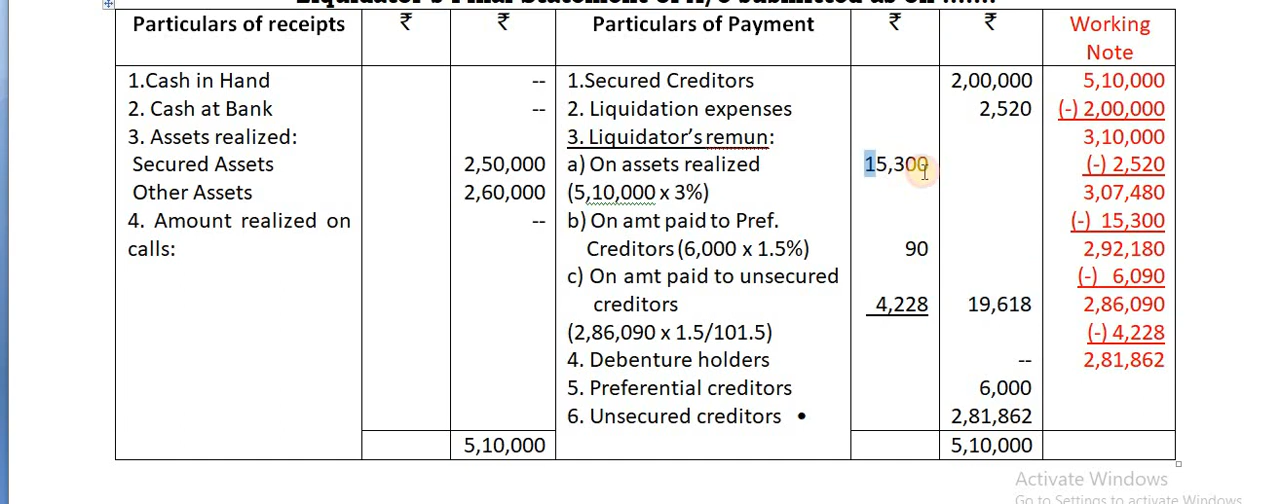 Particulars of receipts ₹ ₹ Particulars of Payment ₹ ₹ Working
Note
1.Cash in Hand -- 1.Secured Creditors 2,00,000 5,10,000
2. Cash at Bank -- 2. Liquidation expenses 2,520 (-) 2,00,000
3. Assets realized: 3. Liquidator's remun: 3,10,000
Secured Assets 2,50,000 a) On assets realized 15,300 (-) 2,520
Other Assets 2,60,000 (5,10,000 x 3%) 3,07,480
4. Amount realized on -- b) On amt paid to Pref. (-) 15,300
calls: Creditors (6,000 x 1.5%) 90 2,92,180
c) On amt paid to unsecured (-) 6,090
creditors 4,228 19,618 2,86,090
(2,86,090 x 1.5/101.5) (-) 4,228
4. Debenture holders -- 2,81,862
5. Preferential creditors 6,000
6. Unsecured creditors • 2,81,862
5,10,000 5,10,000
Activate Windows
Go to Settings to activate Windows